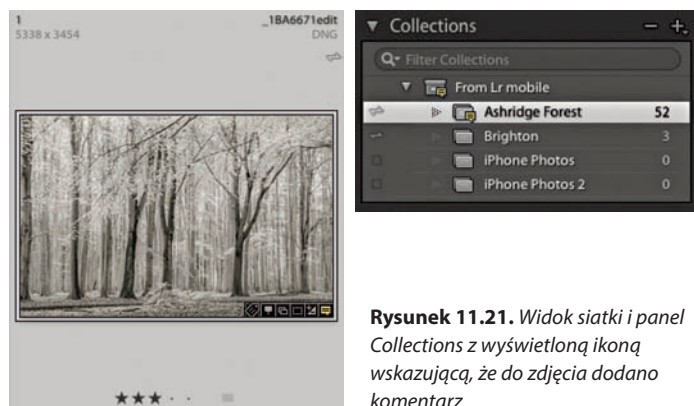 1
_1BA6671edit
5338 x 3454
DNG
Collections
Filter Collections
From Lr mobile
Ashridge Forest 52
Brighton 3
iPhone Photos 0
iPhone Photos 2 0
Rysunek 11.21. Widok siatki i panel
Collections z wyświetloną ikoną
wskazującą, że do zdjęcia dodano
komentarz